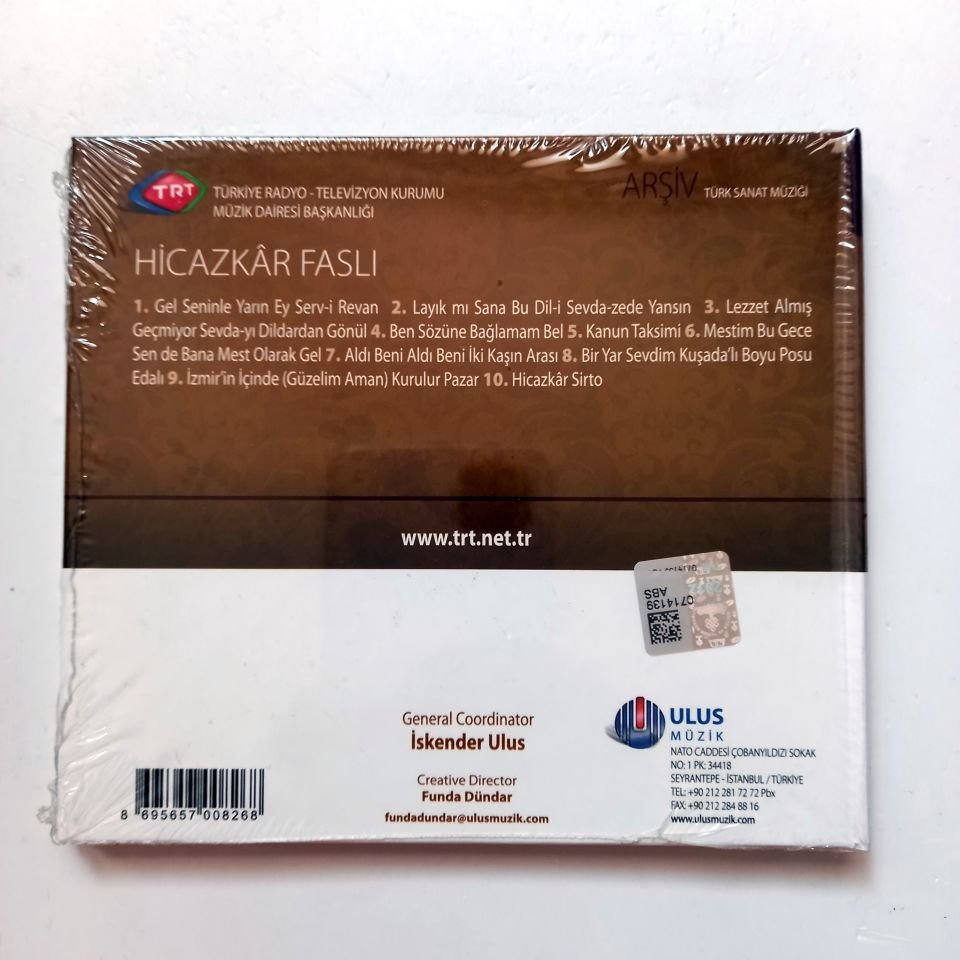 TRT
TÜRKİYE RADYO - TELEVİZYON KURUMU
MÜZİK DAİRESİ BAŞKANLIĞI
ARŞİV TÜRK SANAT MÜZİĞİ
HİCAZKÂR FASLI
1. Gel Seninle Yarın Ey Serv-i Revan 2. Layık mı Sana Bu Dil-i Sevda-zede Yansın 3. Lezzet Almış
Geçmiyor Sevda-yı Dildardan Gönül 4. Ben Sözüne Bağlamam Bel 5. Kanun Taksimi 6. Mestim Bu Gece
Sen de Bana Mest Olarak Gel 7. Aldı Beni Aldı Beni İki Kaşın Arası 8. Bir Yar Sevdim Kuşada'lı Boyu Posu
Edalı 9. İzmir'in İçinde (Güzelim Aman) Kurulur Pazar 10. Hicazkâr Sirto
www.trt.net.tr
0714139
ABS
General Coordinator
İskender Ulus
Creative Director
Funda Dündar
fundadundar@ulusmuzik.com
ULUS
MÜZİK
NATO CADDESİ ÇOBANYILDIZI SOKAK
NO: 1 PK: 34418
SEYRANTEPE - İSTANBUL / TÜRKİYE
TEL: +90 212 281 72 72 Pbx
FAX: +90 212 284 88 16
www.ulusmuzik.com
8 695657 008268